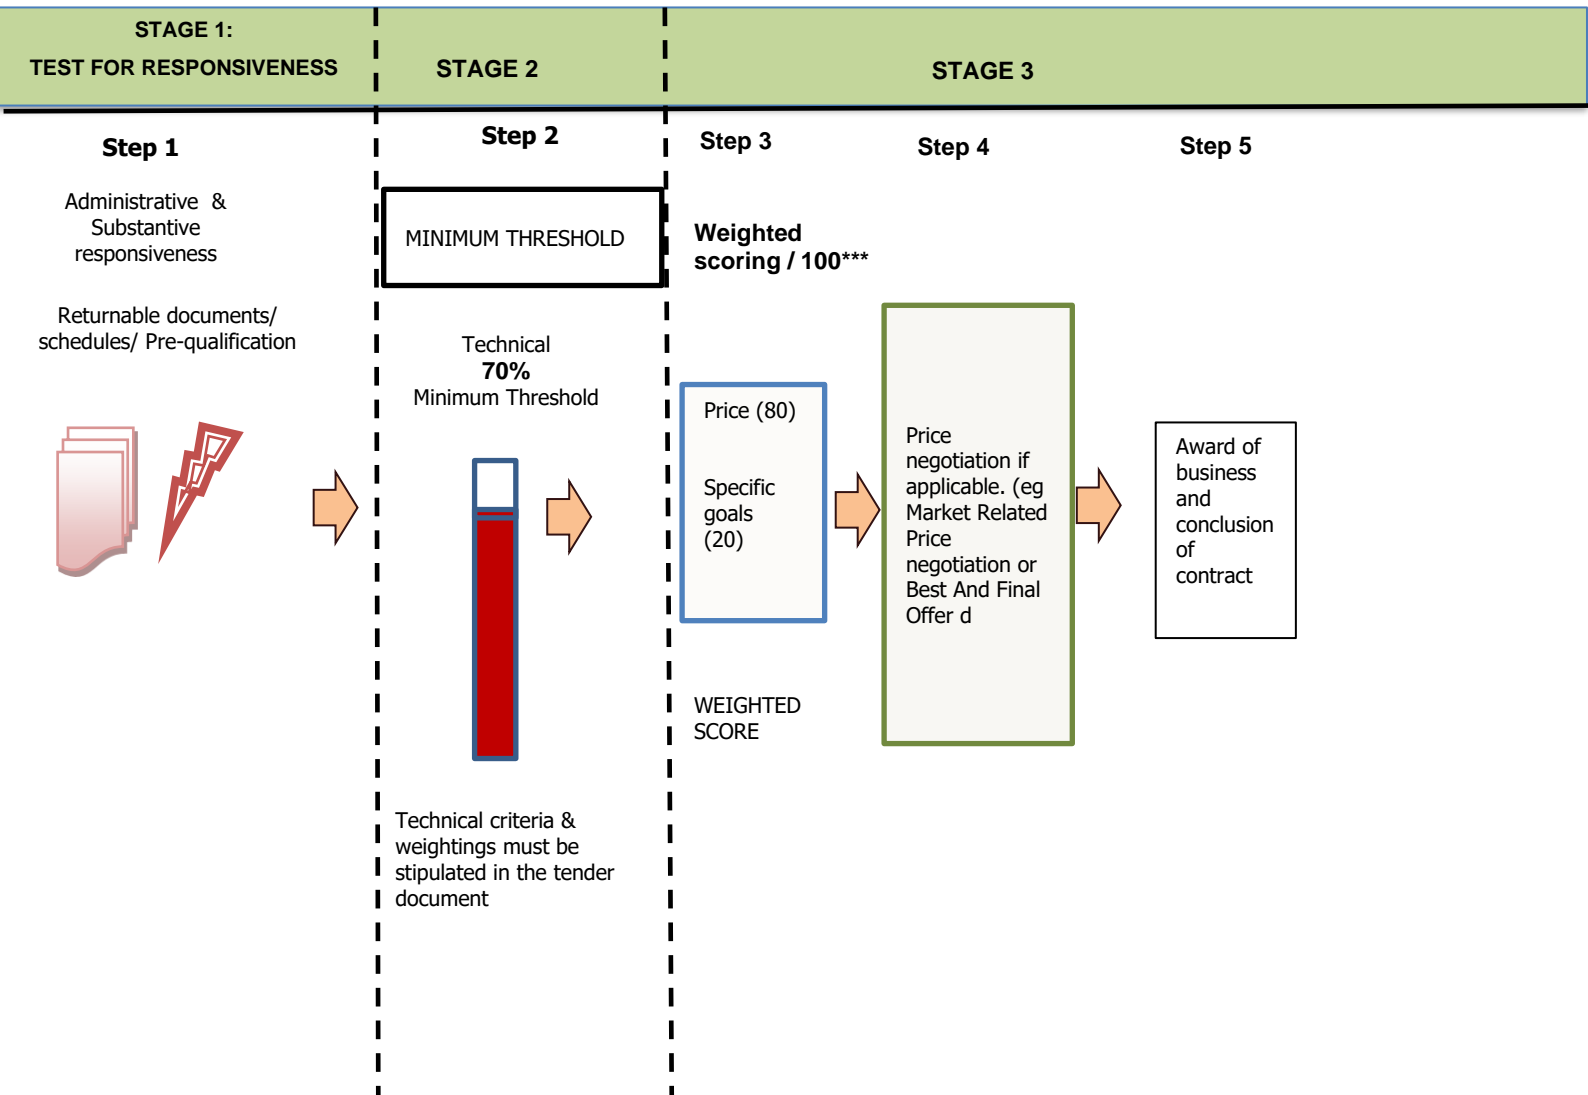 STAGE 1:
TEST FOR RESPONSIVENESS
STAGE 2
STAGE 3
Step 1
Administrative &
Substantive
responsiveness
Returnable documents/
schedules/ Pre-qualification
Step 2
MINIMUM THRESHOLD
Technical
70%
Minimum Threshold
Technical criteria &
weightings must be
stipulated in the tender
document
Step 3
Weighted
scoring / 100***
Price (80)
Specific
goals
(20)
WEIGHTED
SCORE
Step 4
Price
negotiation if
applicable. (eg
Market Related
Price
negotiation or
Best And Final
Offer d
Step 5
Award of
business
and
conclusion
of
contract